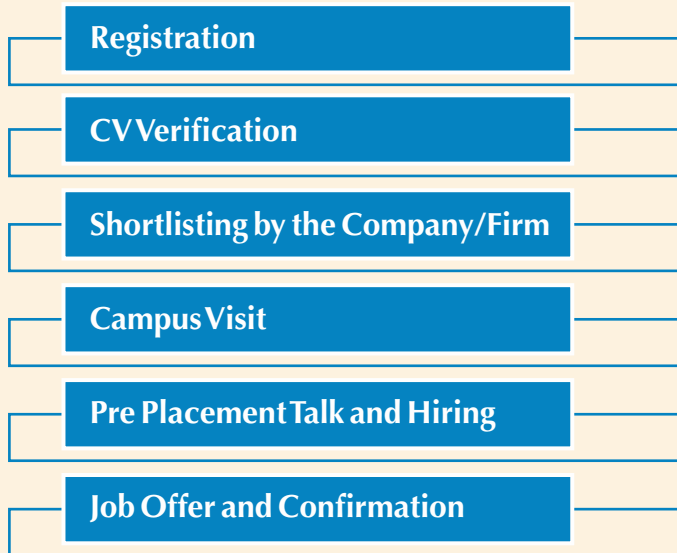 Registration
CV Verification
Shortlisting by the Company/Firm
Campus Visit
Pre Placement Talk and Hiring
Job Offer and Confirmation